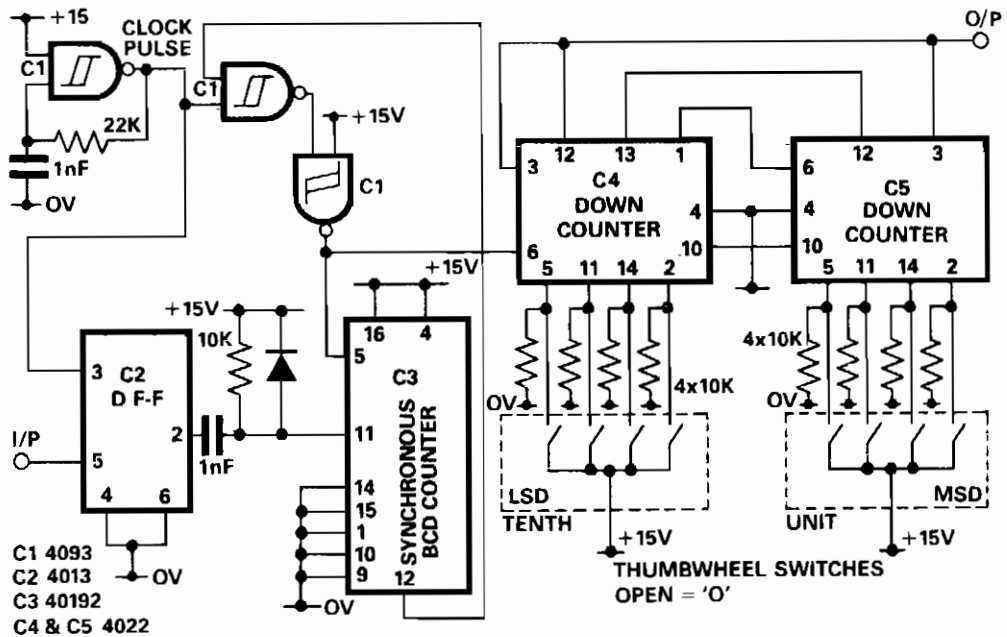 +15
CLOCK
PULSE
C1
22K
1nF
0V
C1
+15V
C1
O/P
3
12
13
1
C4
DOWN
COUNTER
4
10
6
5
11
14
2
12
3
6
C5
DOWN
COUNTER
4
10
5
11
14
2
+15V
16
4
5
C3
SYNCHRONOUS
BCD COUNTER
11
14
15
1
10
9
12
0V
+15V
10K
3
C2
D F-F
2
1nF
I/P
5
4
6
0V
4x10K
0V
LSD
TENTH
+15V
4x10K
0V
MSD
UNIT
+15V
THUMBWHEEL SWITCHES
OPEN = '0'
C1 4093
C2 4013
C3 40192
C4 & C5 4022